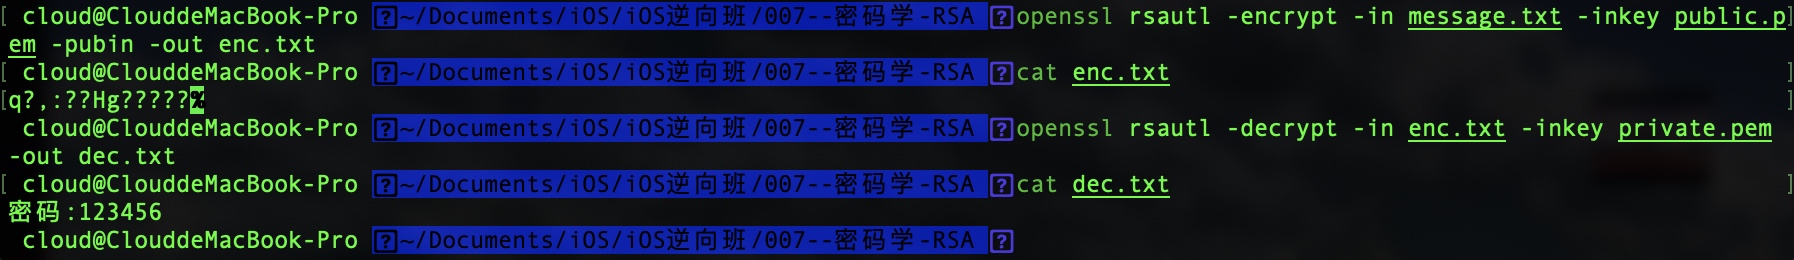 [ cloud@ClouddeMacBook-Pro ?~/Documents/iOS/iOS逆向班/007--密码学-RSA ?openssl rsautl -encrypt -in message.txt -inkey public.p]
em -pubin -out enc.txt
[ cloud@ClouddeMacBook-Pro ?~/Documents/iOS/iOS逆向班/007--密码学-RSA ?cat enc.txt ]
[q?,:??Hg?????% ]
cloud@ClouddeMacBook-Pro ?~/Documents/iOS/iOS逆向班/007--密码学-RSA ?openssl rsautl -decrypt -in enc.txt -inkey private.pem
-out dec.txt
[ cloud@ClouddeMacBook-Pro ?~/Documents/iOS/iOS逆向班/007--密码学-RSA ?cat dec.txt ]
密码:123456
cloud@ClouddeMacBook-Pro ?~/Documents/iOS/iOS逆向班/007--密码学-RSA ?